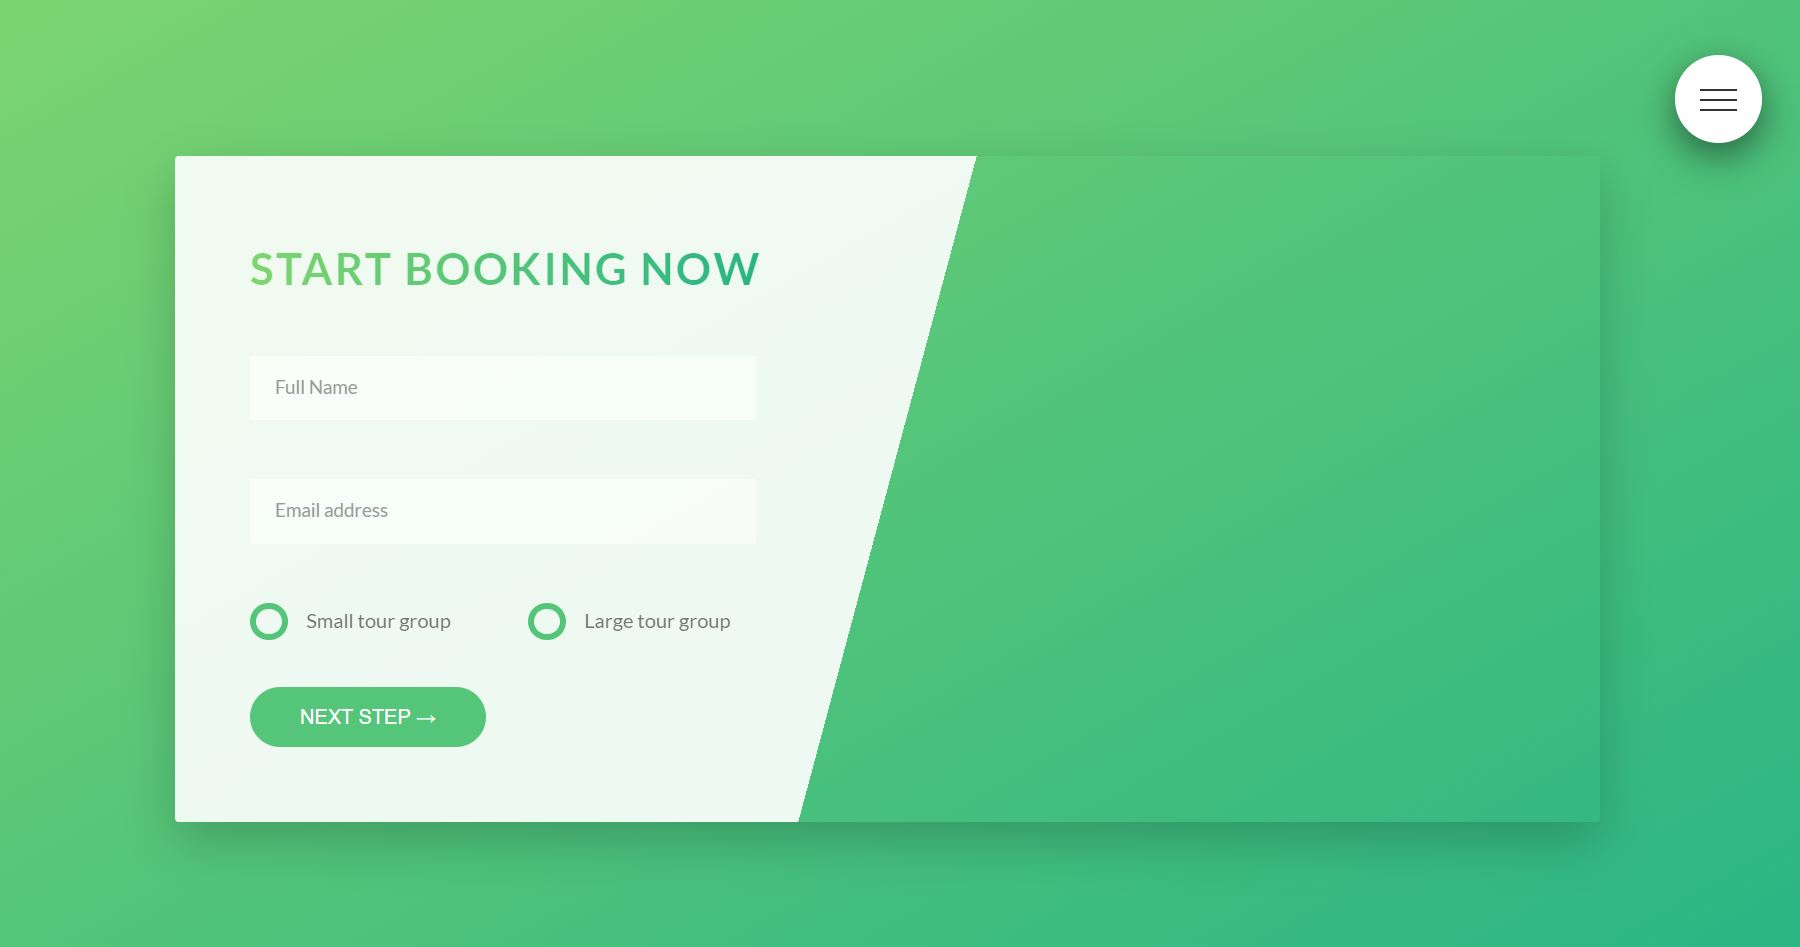 START BOOKING NOW
Full Name
Email address
Small tour group
Large tour group
NEXT STEP →